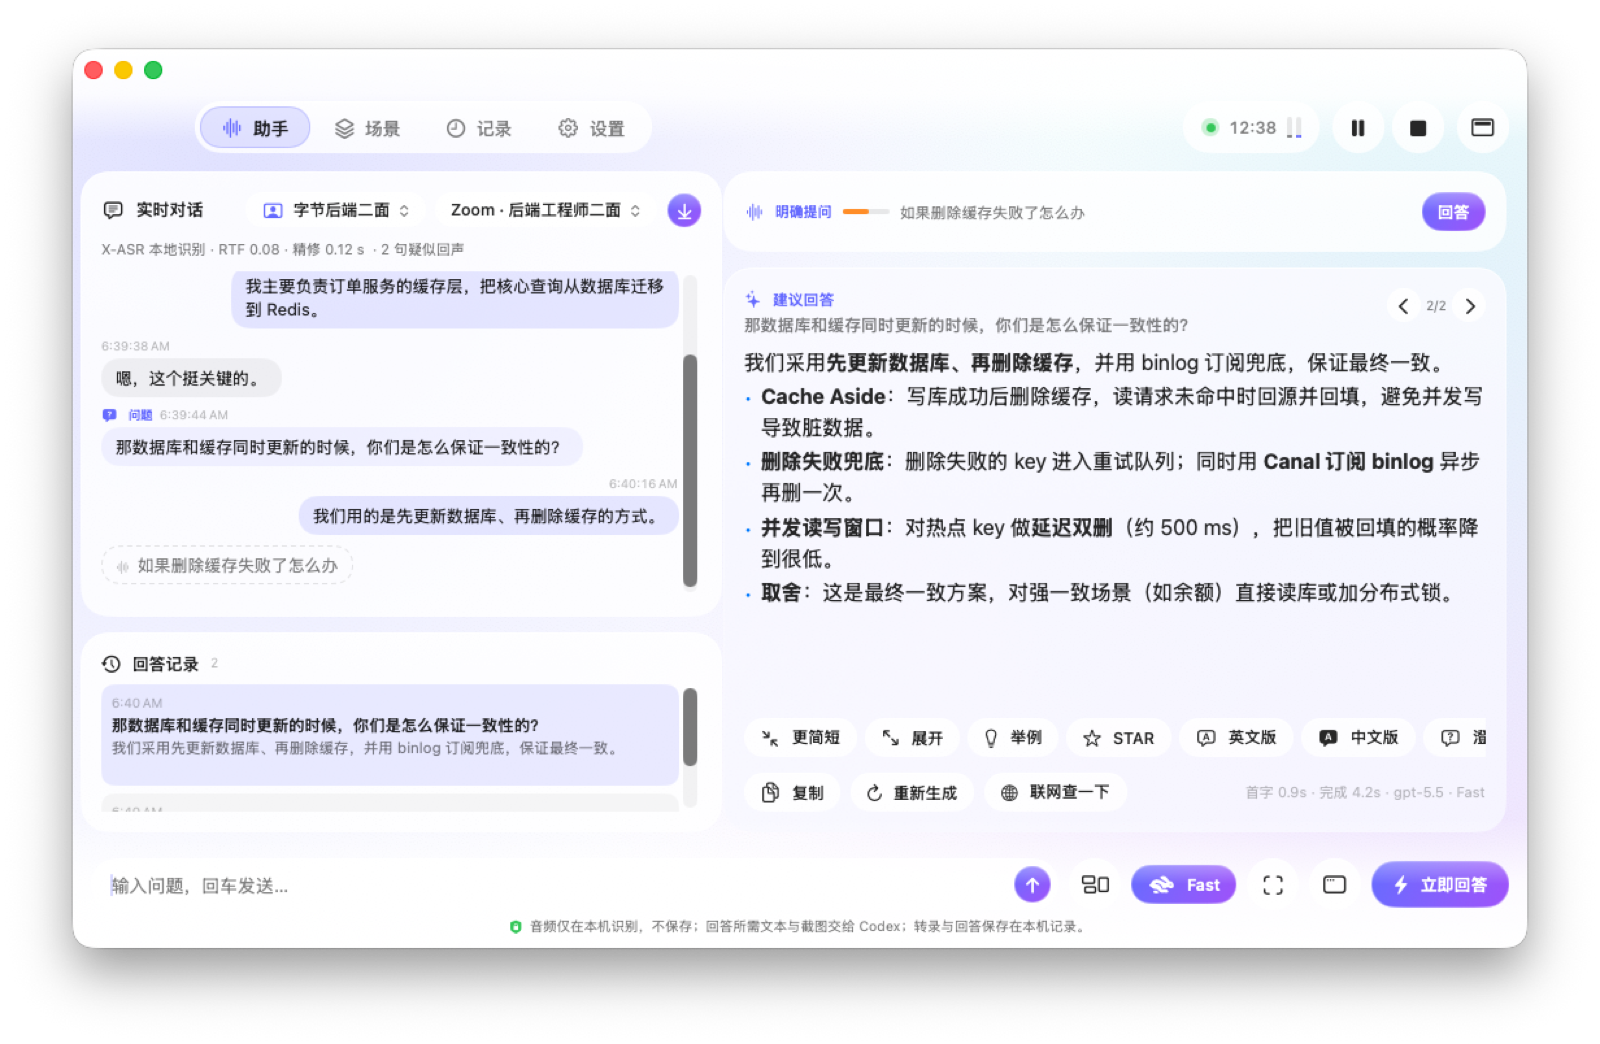 助手
场景
记录
设置
12:38
实时对话
字节后端二面
Zoom · 后端工程师二面
X-ASR 本地识别 · RTF 0.08 · 精修 0.12 s · 2 句疑似回声
我主要负责订单服务的缓存层，把核心查询从数据库迁移
到 Redis。
6:39:38 AM
嗯，这个挺关键的。
问题 6:39:44 AM
那数据库和缓存同时更新的时候，你们是怎么保证一致性的？
6:40:16 AM
我们用的是先更新数据库、再删除缓存的方式。
如果删除缓存失败了怎么办
回答记录 2
6:40 AM
那数据库和缓存同时更新的时候，你们是怎么保证一致性的？
我们采用先更新数据库、再删除缓存，并用 binlog 订阅兜底，保证最终一致。
6:40 AM
明确提问
如果删除缓存失败了怎么办
回答
建议回答
2/2
那数据库和缓存同时更新的时候，你们是怎么保证一致性的？
我们采用先更新数据库、再删除缓存，并用 binlog 订阅兜底，保证最终一致。
· Cache Aside：写库成功后删除缓存，读请求未命中时回源并回填，避免并发写
导致脏数据。
· 删除失败兜底：删除失败的 key 进入重试队列；同时用 Canal 订阅 binlog 异步
再删一次。
· 并发读写窗口：对热点 key 做延迟双删（约 500 ms），把旧值被回填的概率降
到很低。
· 取舍：这是最终一致方案，对强一致场景（如余额）直接读库或加分布式锁。
更简短
展开
举例
STAR
英文版
中文版
复制
重新生成
联网查一下
首字 0.9s · 完成 4.2s · gpt-5.5 · Fast
输入问题，回车发送...
Fast
立即回答
音频仅在本机识别，不保存；回答所需文本与截图交给 Codex；转录与回答保存在本机记录。